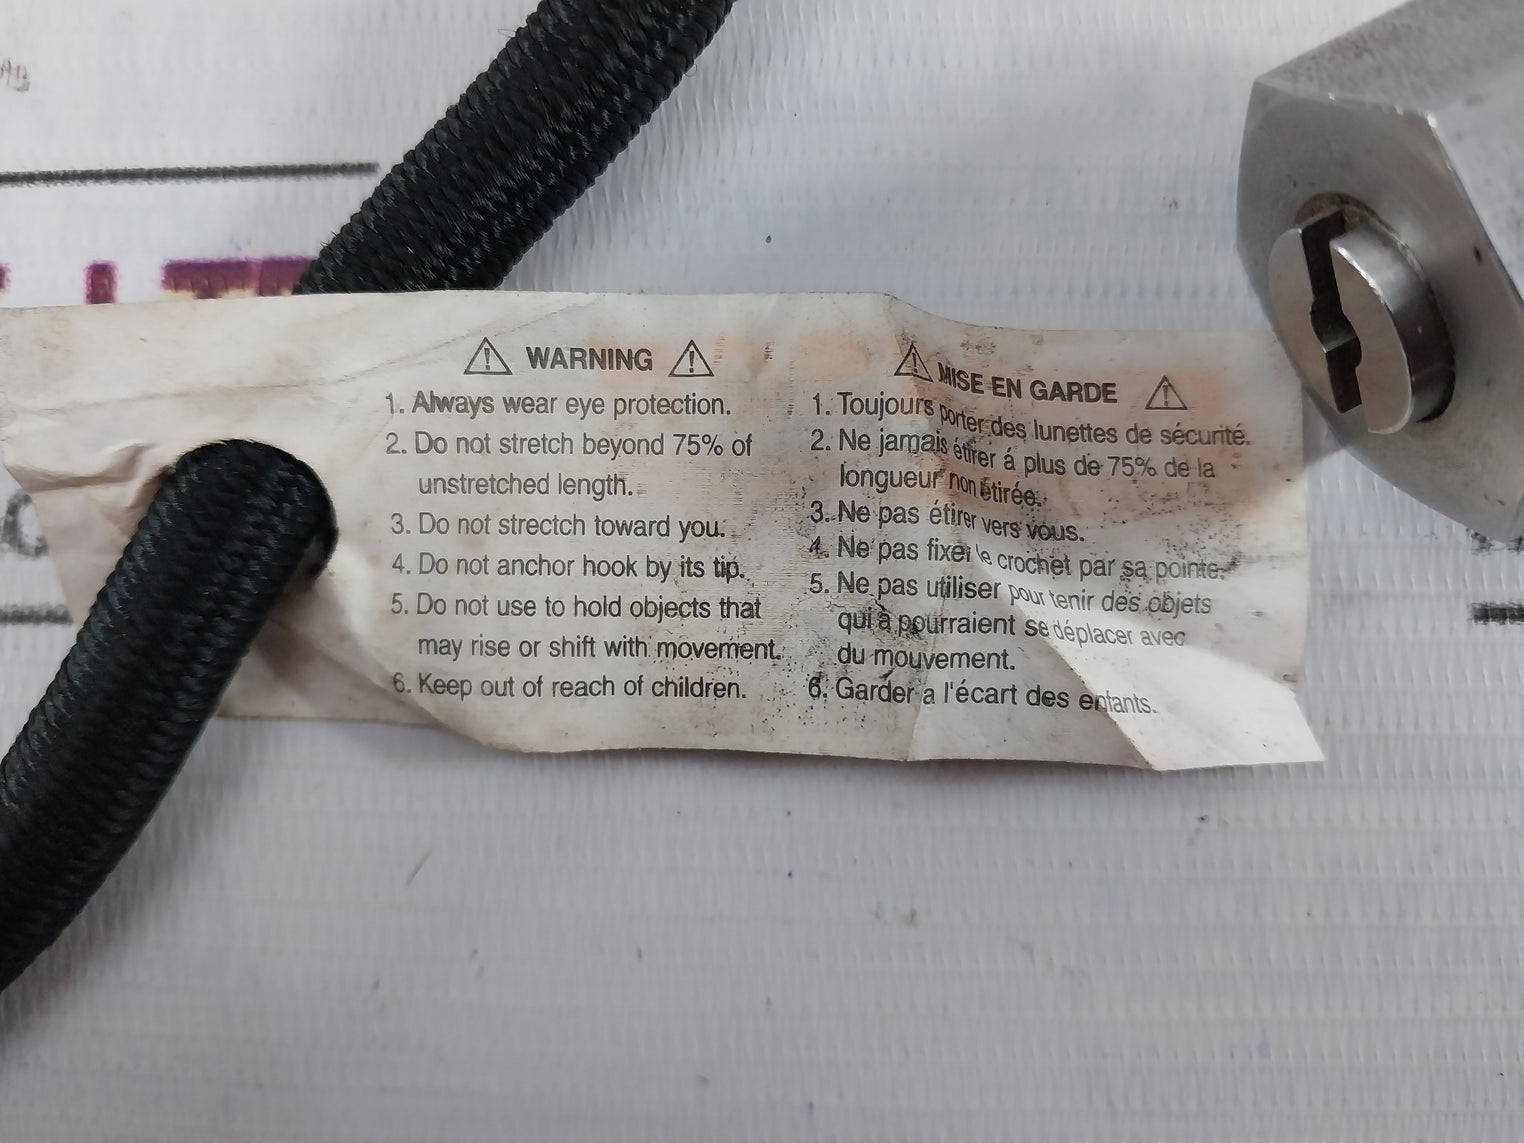 WARNING
1. Always wear eye protection.
2. Do not stretch beyond 75% of
unstretched length.
3. Do not strectch toward you.
4. Do not anchor hook by its tip.
5. Do not use to hold objects that
may rise or shift with movement.
6. Keep out of reach of children.
MISE EN GARDE
1. Toujours porter des lunettes de sécurité.
2. Ne jamais étirer á plus de 75% de la
longueur non étirée.
3. Ne pas étirer vers vous.
4. Ne pas fixer le crochet par sa pointe.
5. Ne pas utiliser pour tenir des objets
qui à pourraient se déplacer avec
du mouvement.
6. Garder a l'écart des enfants.